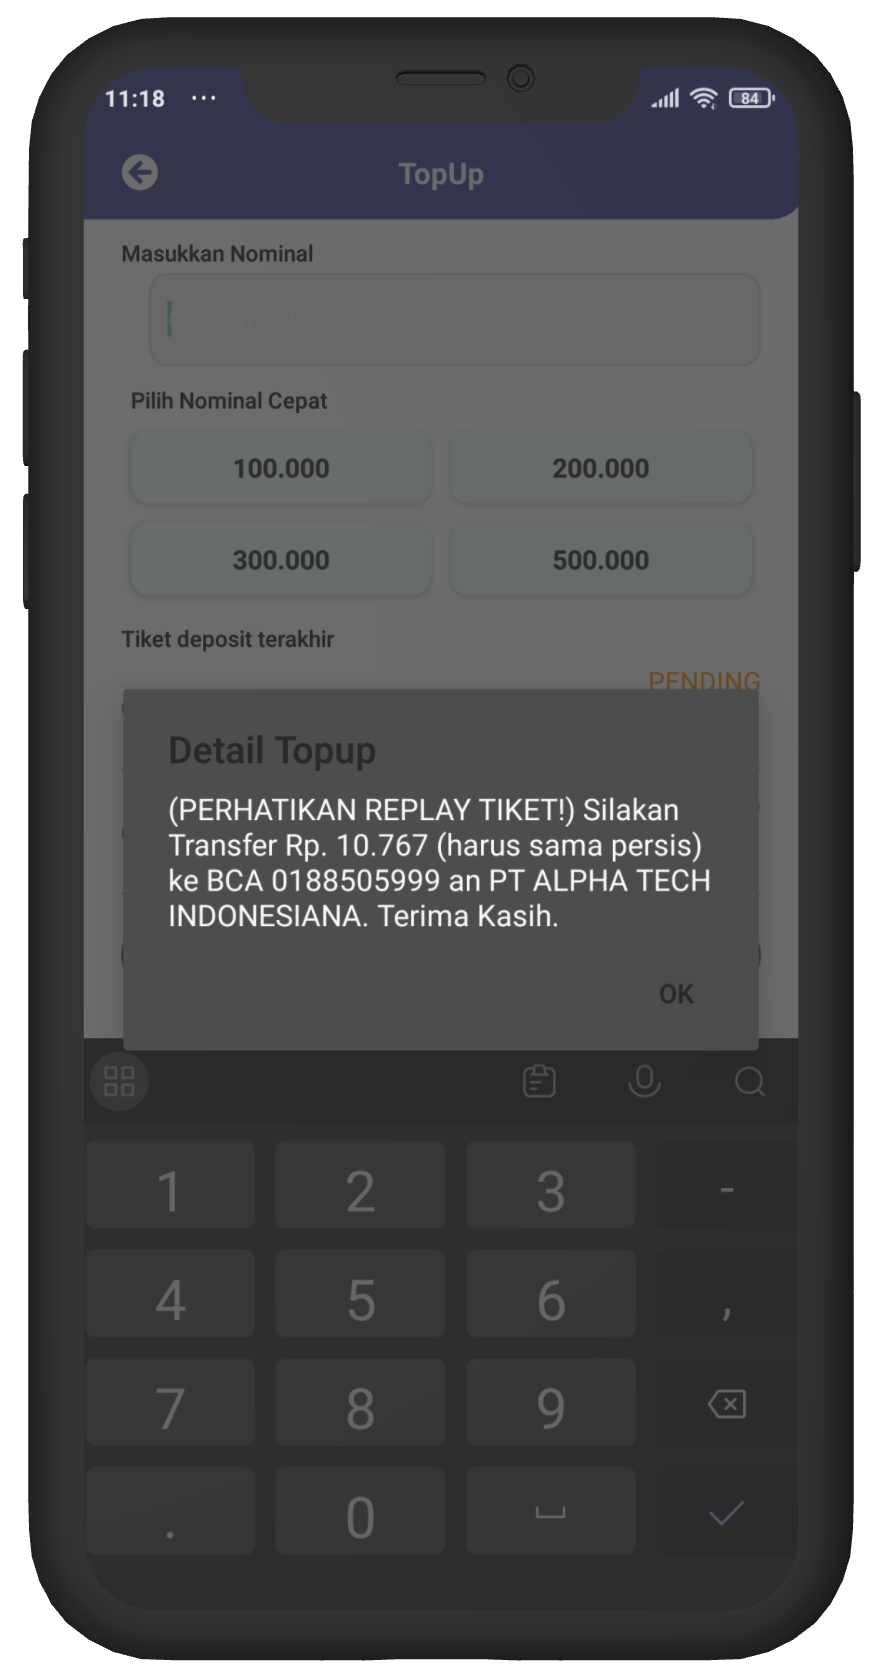 11:18 ...
84
TopUp
Masukkan Nominal
Pilih Nominal Cepat
100.000
200.000
300.000
500.000
Tiket deposit terakhir
PENDING
Detail Topup
(PERHATIKAN REPLAY TIKET!) Silakan
Transfer Rp. 10.767 (harus sama persis)
ke BCA 0188505999 an PT ALPHA TECH
INDONESIANA. Terima Kasih.
OK
1
2
3
-
4
5
6
,
7
8
9
.
0